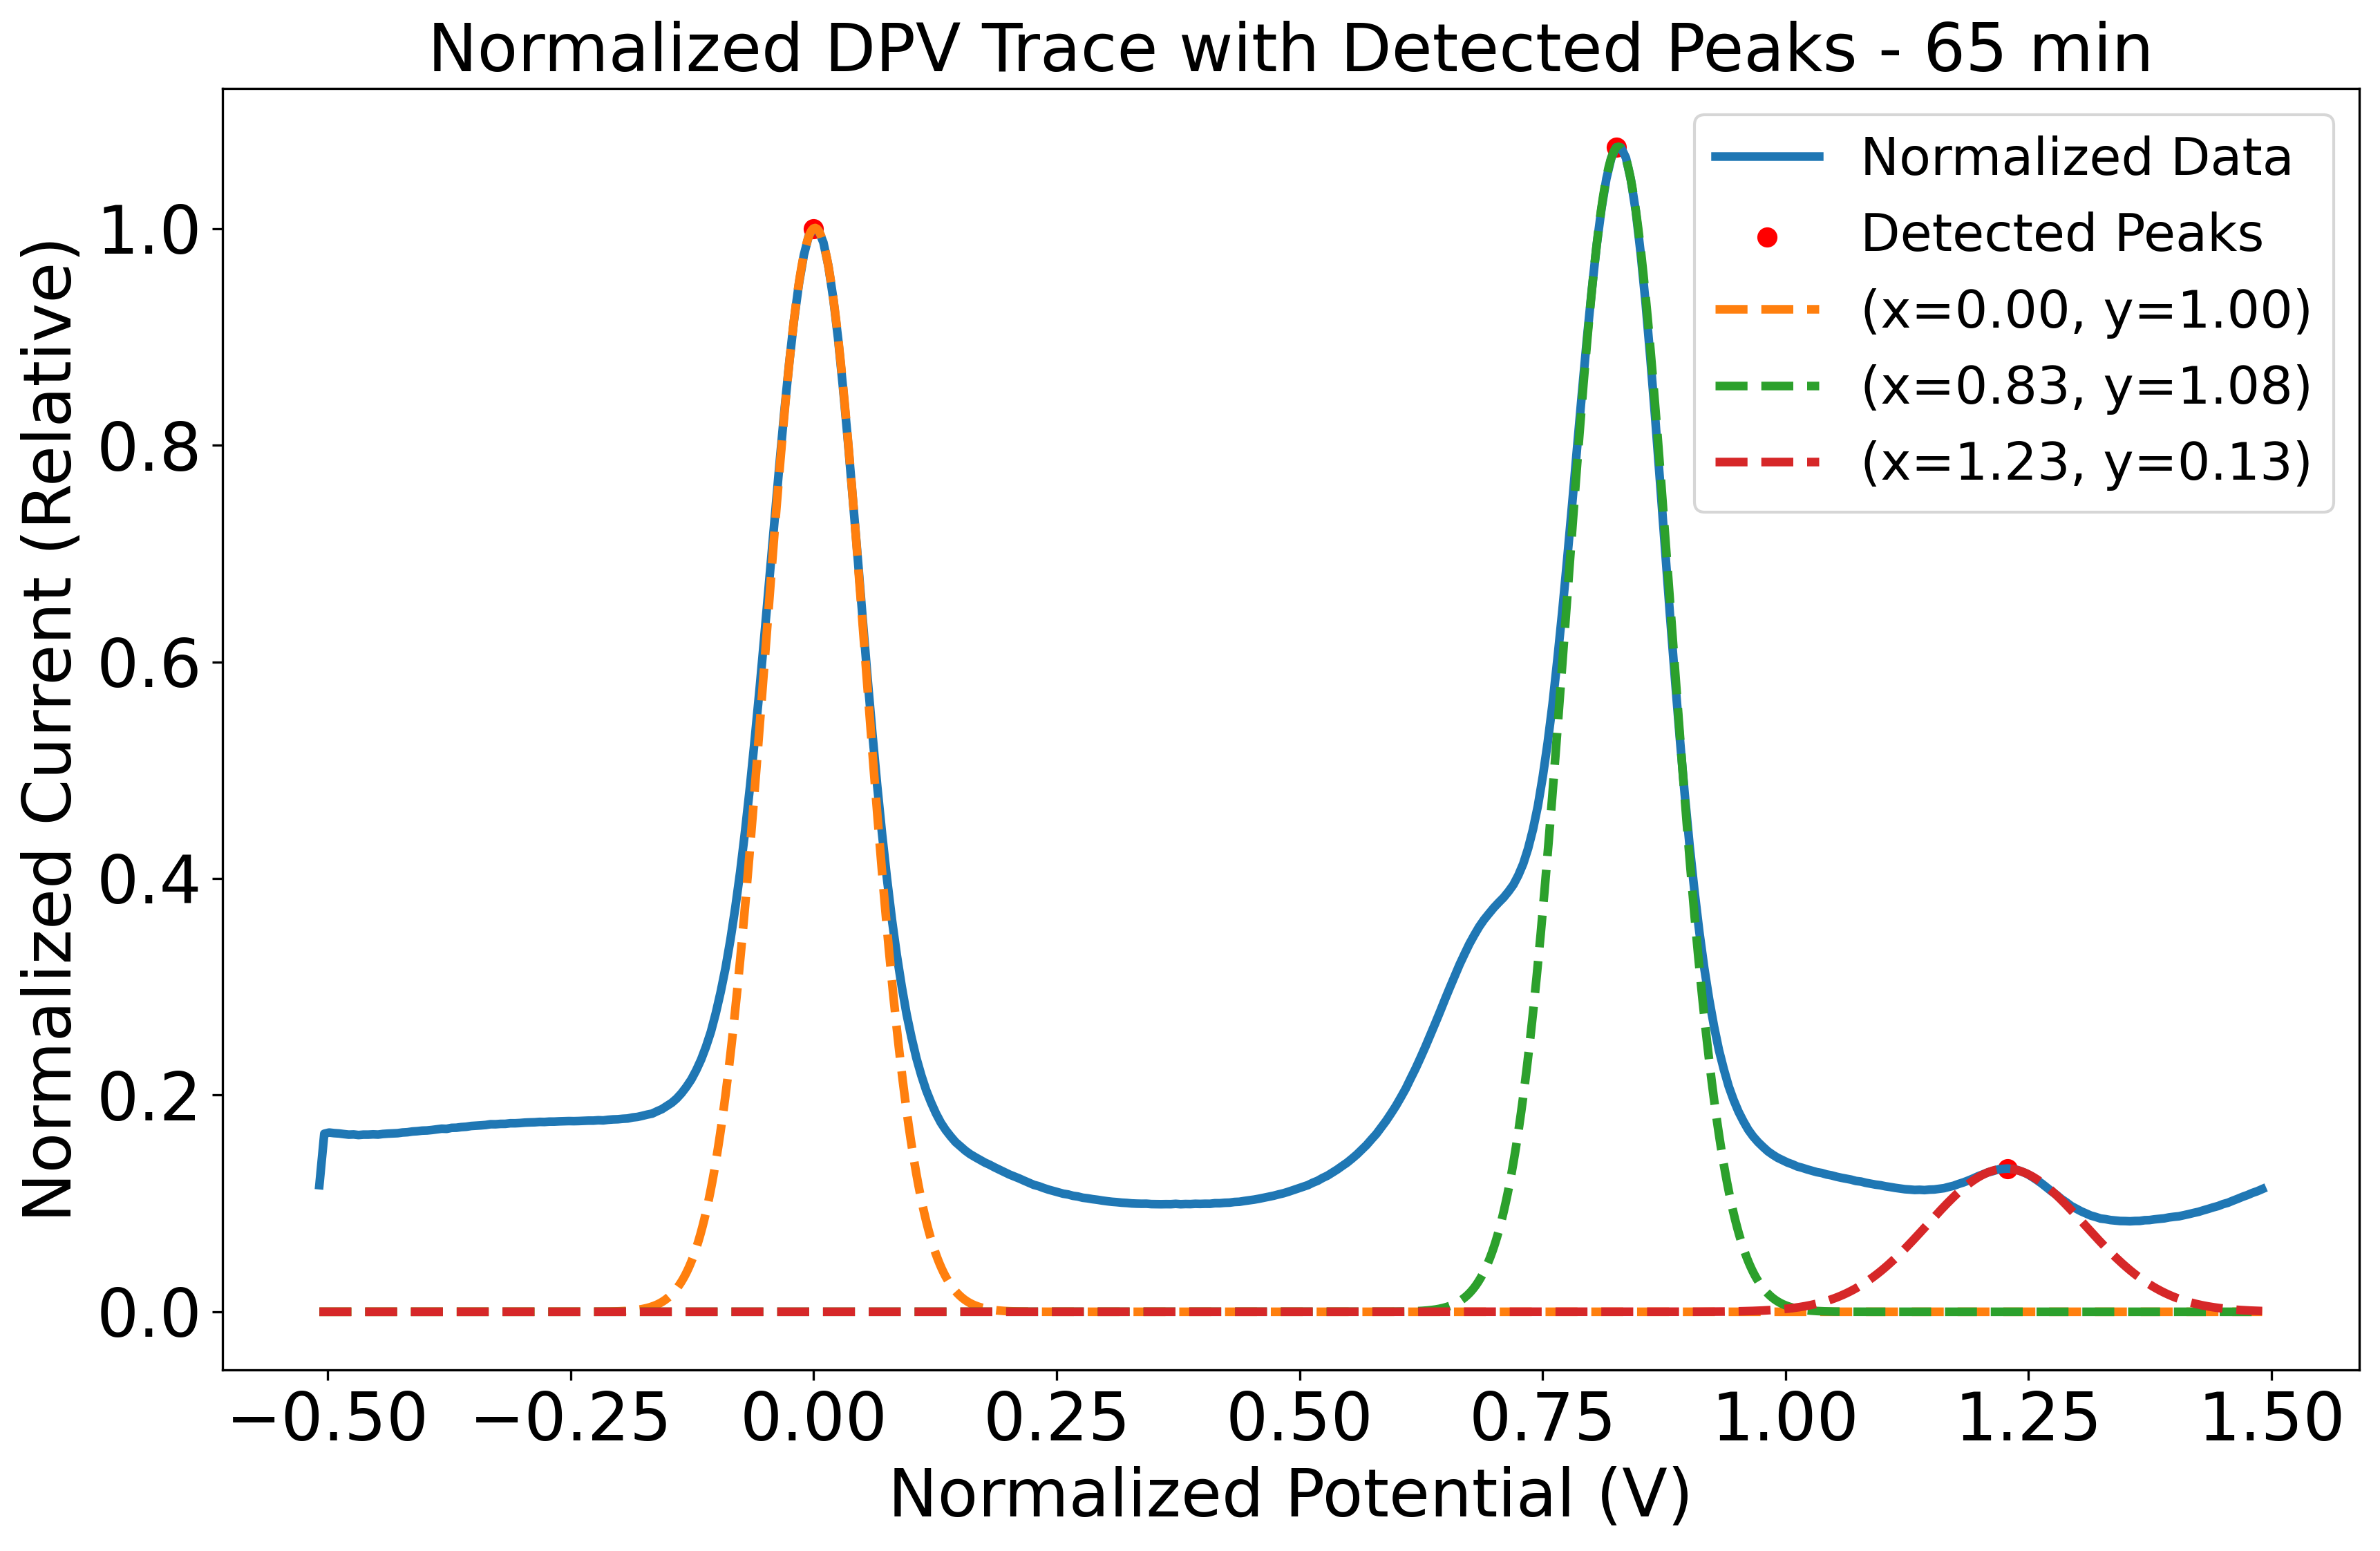 Normalized DPV Trace with Detected Peaks - 65 min
Normalized Current (Relative)
1.0
0.8
0.6
0.4
0.2
0.0
Normalized Data
Detected Peaks
(x=0.00, y=1.00)
(x=0.83, y=1.08)
(x=1.23, y=0.13)
−0.50 −0.25 0.00 0.25 0.50 0.75 1.00 1.25 1.50
Normalized Potential (V)